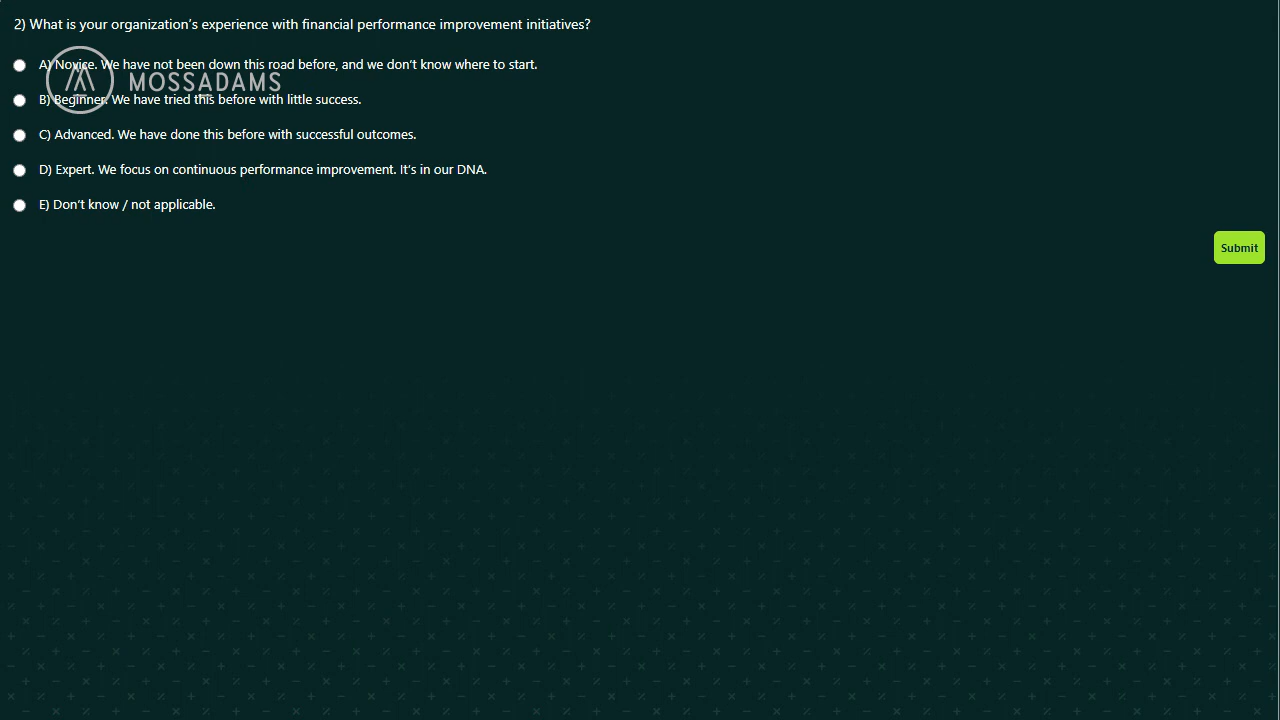 2) What is your organization’s experience with financial performance improvement initiatives?
A) Novice. We have not been down this road before, and we don’t know where to start.
MOSSADAMS
B) Beginner. We have tried this before with little success.
C) Advanced. We have done this before with successful outcomes.
D) Expert. We focus on continuous performance improvement. It’s in our DNA.
E) Don’t know / not applicable.
Submit